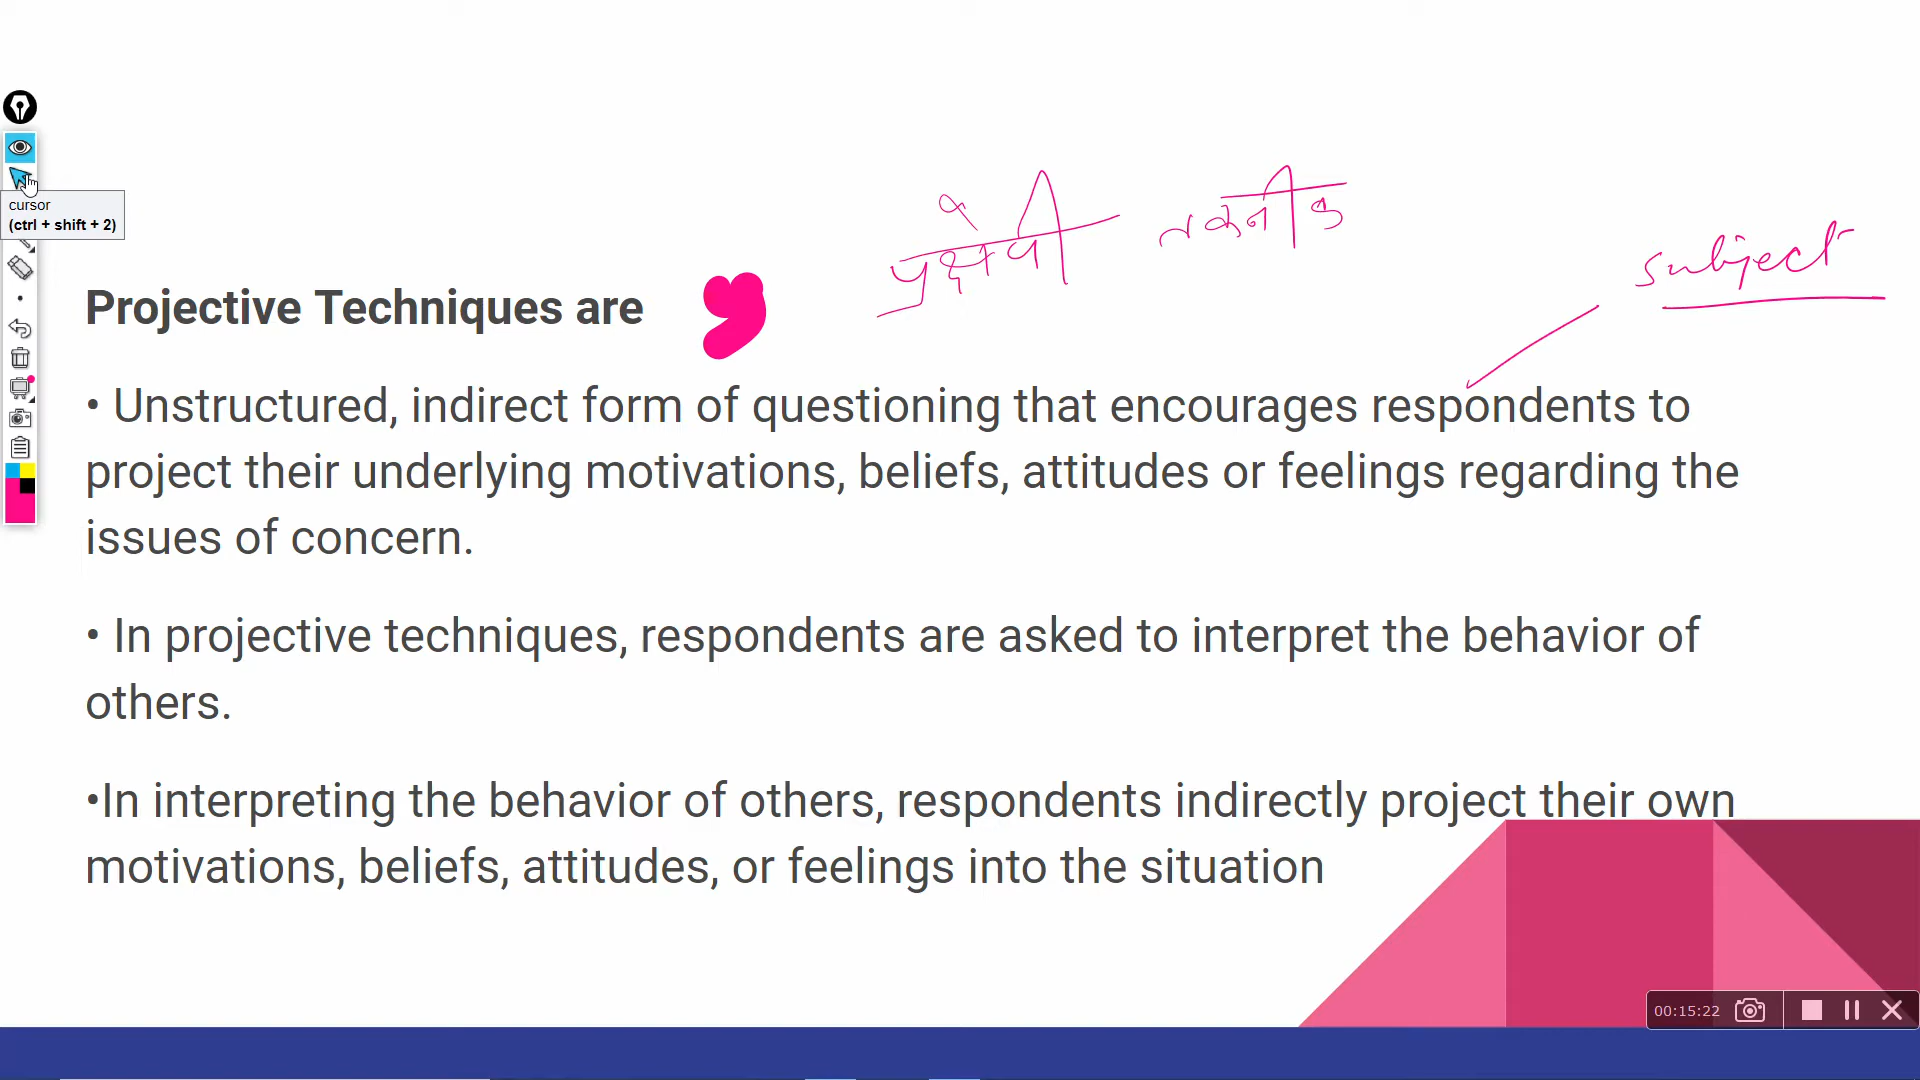 प्रक्षेपी तकनीक
subject
cursor
(ctrl + shift + 2)
Projective Techniques are
• Unstructured, indirect form of questioning that encourages respondents to
project their underlying motivations, beliefs, attitudes or feelings regarding the
issues of concern.
• In projective techniques, respondents are asked to interpret the behavior of
others.
•In interpreting the behavior of others, respondents indirectly project their own
motivations, beliefs, attitudes, or feelings into the situation
00:15:22